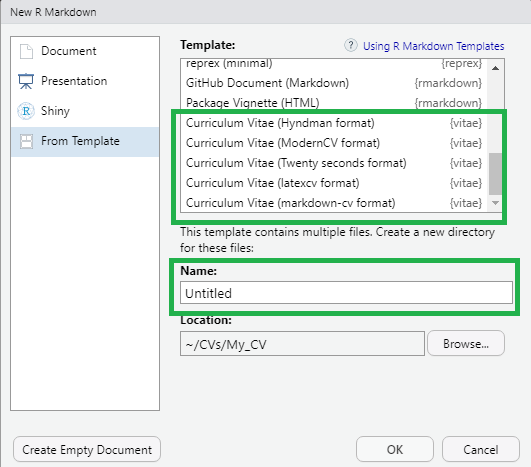 New R Markdown
Document
Presentation
Shiny
From Template
Template:
? Using R Markdown Templates
reprex (minimal) {reprex}
GitHub Document (Markdown) {rmarkdown}
Package Vignette (HTML) {rmarkdown}
Curriculum Vitae (Hyndman format) {vitae}
Curriculum Vitae (ModernCV format) {vitae}
Curriculum Vitae (Twenty seconds format) {vitae}
Curriculum Vitae (latexcv format) {vitae}
Curriculum Vitae (markdown-cv format) {vitae}
This template contains multiple files. Create a new directory
for these files:
Name:
Untitled
Location:
~/CVs/My_CV
Browse...
Create Empty Document
OK
Cancel